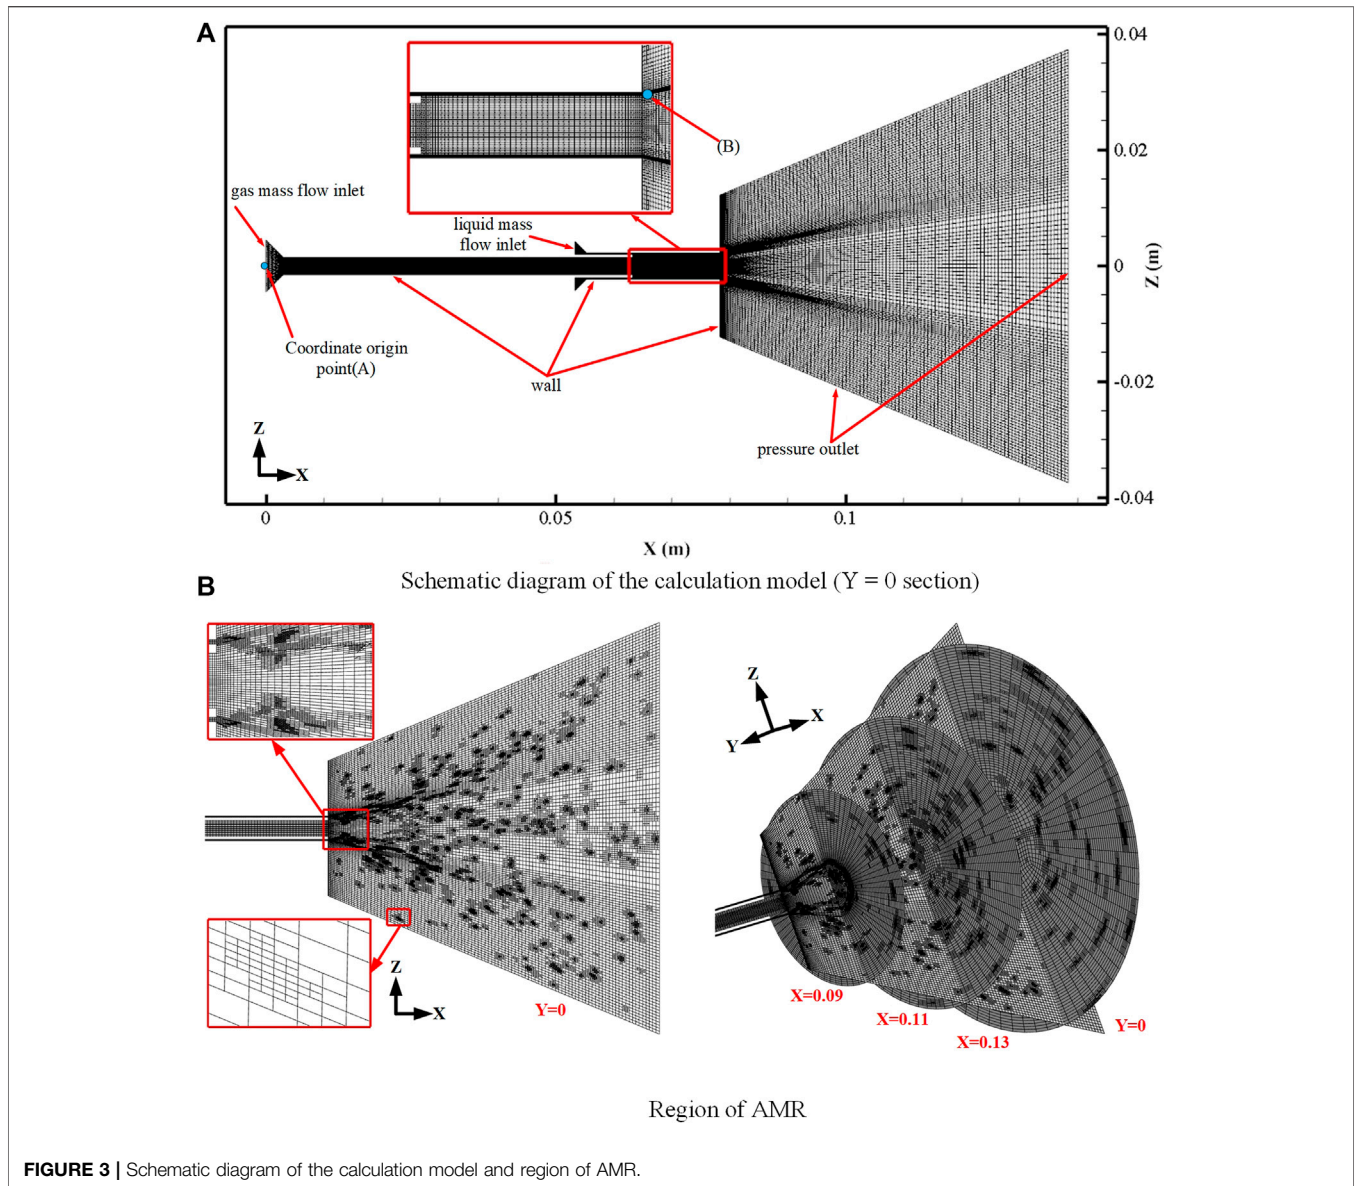 A
0.04
(B)
0.02
gas mass flow inlet
liquid mass
flow inlet
0
Z (m)
Coordinate origin
point(A)
wall
-0.02
pressure outlet
Z
X
-0.04
0
0.05
0.1
X (m)
Schematic diagram of the calculation model (Y = 0 section)
B
Z
X
Y
Z
X
Y=0
X=0.09
X=0.11
X=0.13
Y=0
Region of AMR
FIGURE 3 | Schematic diagram of the calculation model and region of AMR.